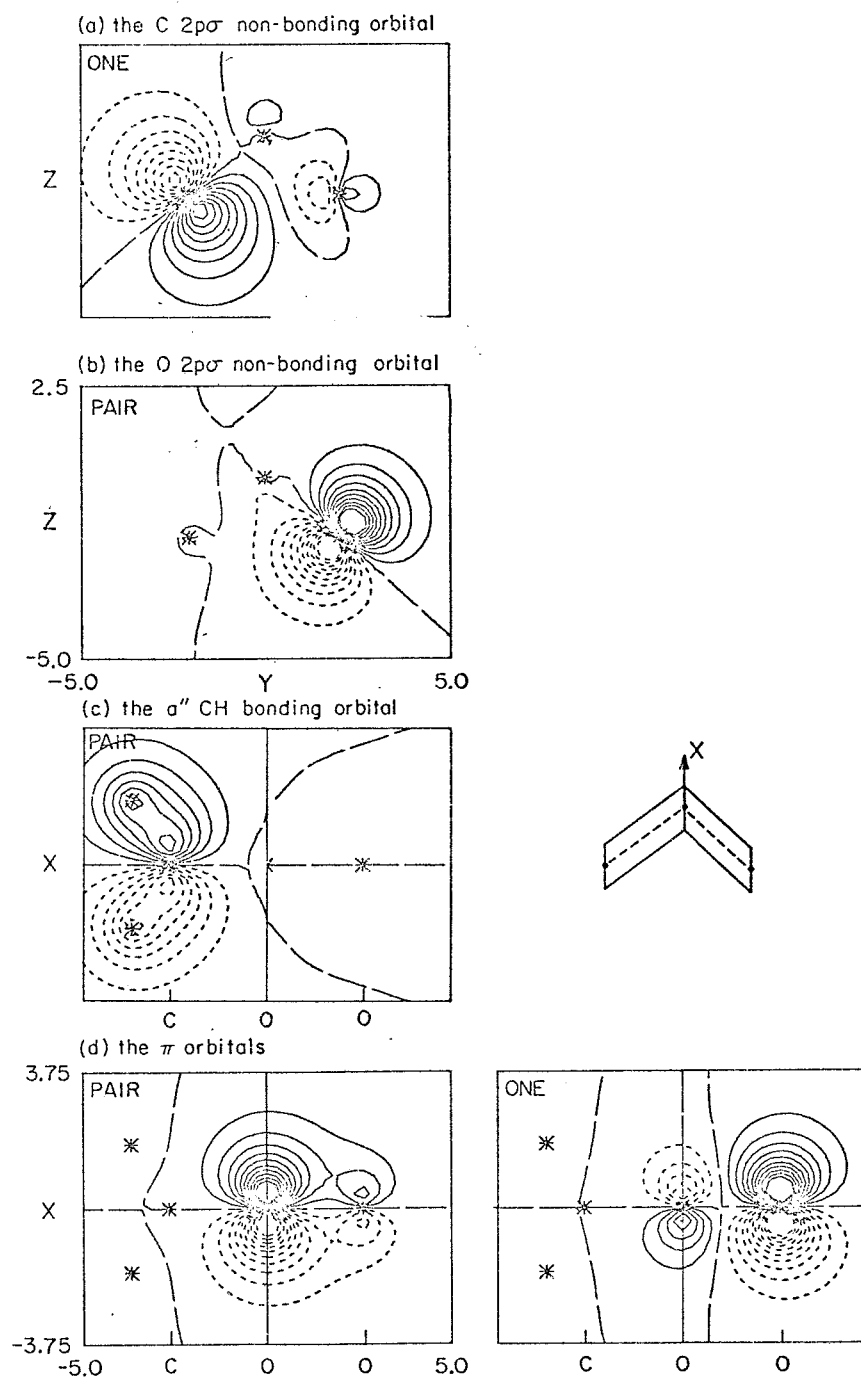 (a) the C 2pσ non-bonding orbital
ONE
Z
(b) the O 2pσ non-bonding orbital
2.5
PAIR
Z
-5.0
-5.0 Y 5.0
(c) the a'' CH bonding orbital
PAIR
X
X
C O O
(d) the π orbitals
3.75
PAIR
ONE
X
-3.75
-5.0 C O O 5.0
C O O